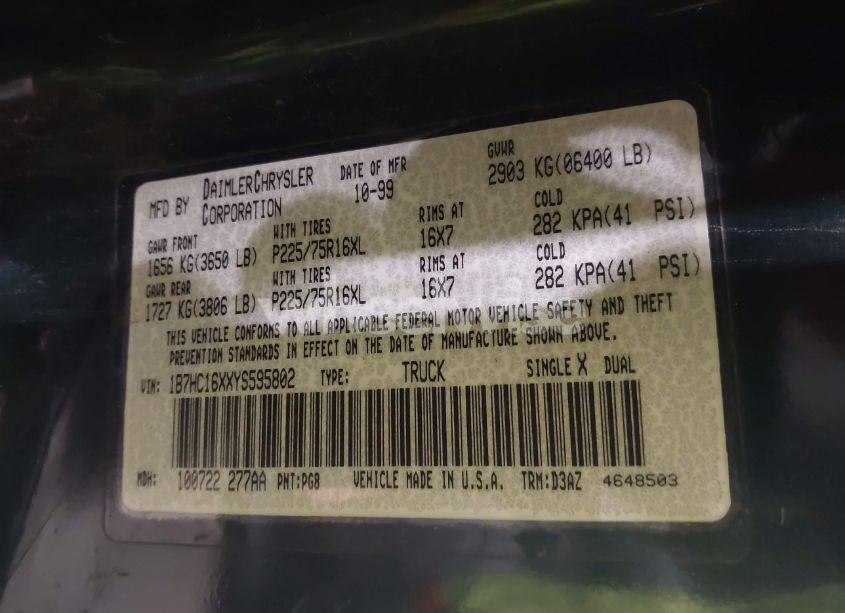 MFD BY DAIMLERCHRYSLER CORPORATION DATE OF MFR 10-99 GVWR 2903 KG(06400 LB)
GAWR FRONT WITH TIRES RIMS AT COLD
1656 KG(3650 LB) P225/75R16XL 16X7 282 KPA(41 PSI)
GAWR REAR WITH TIRES RIMS AT COLD
1727 KG(3806 LB) P225/75R16XL 16X7 282 KPA(41 PSI)
THIS VEHICLE CONFORMS TO ALL APPLICABLE FEDERAL MOTOR VEHICLE SAFETY AND THEFT
PREVENTION STANDARDS IN EFFECT ON THE DATE OF MANUFACTURE SHOWN ABOVE.
VIN: 1B7HC16XXYS595802 TYPE: TRUCK SINGLE X DUAL
MDH: 100722 277AA PNT:PG8 VEHICLE MADE IN U.S.A. TRM:D3AZ 4648503